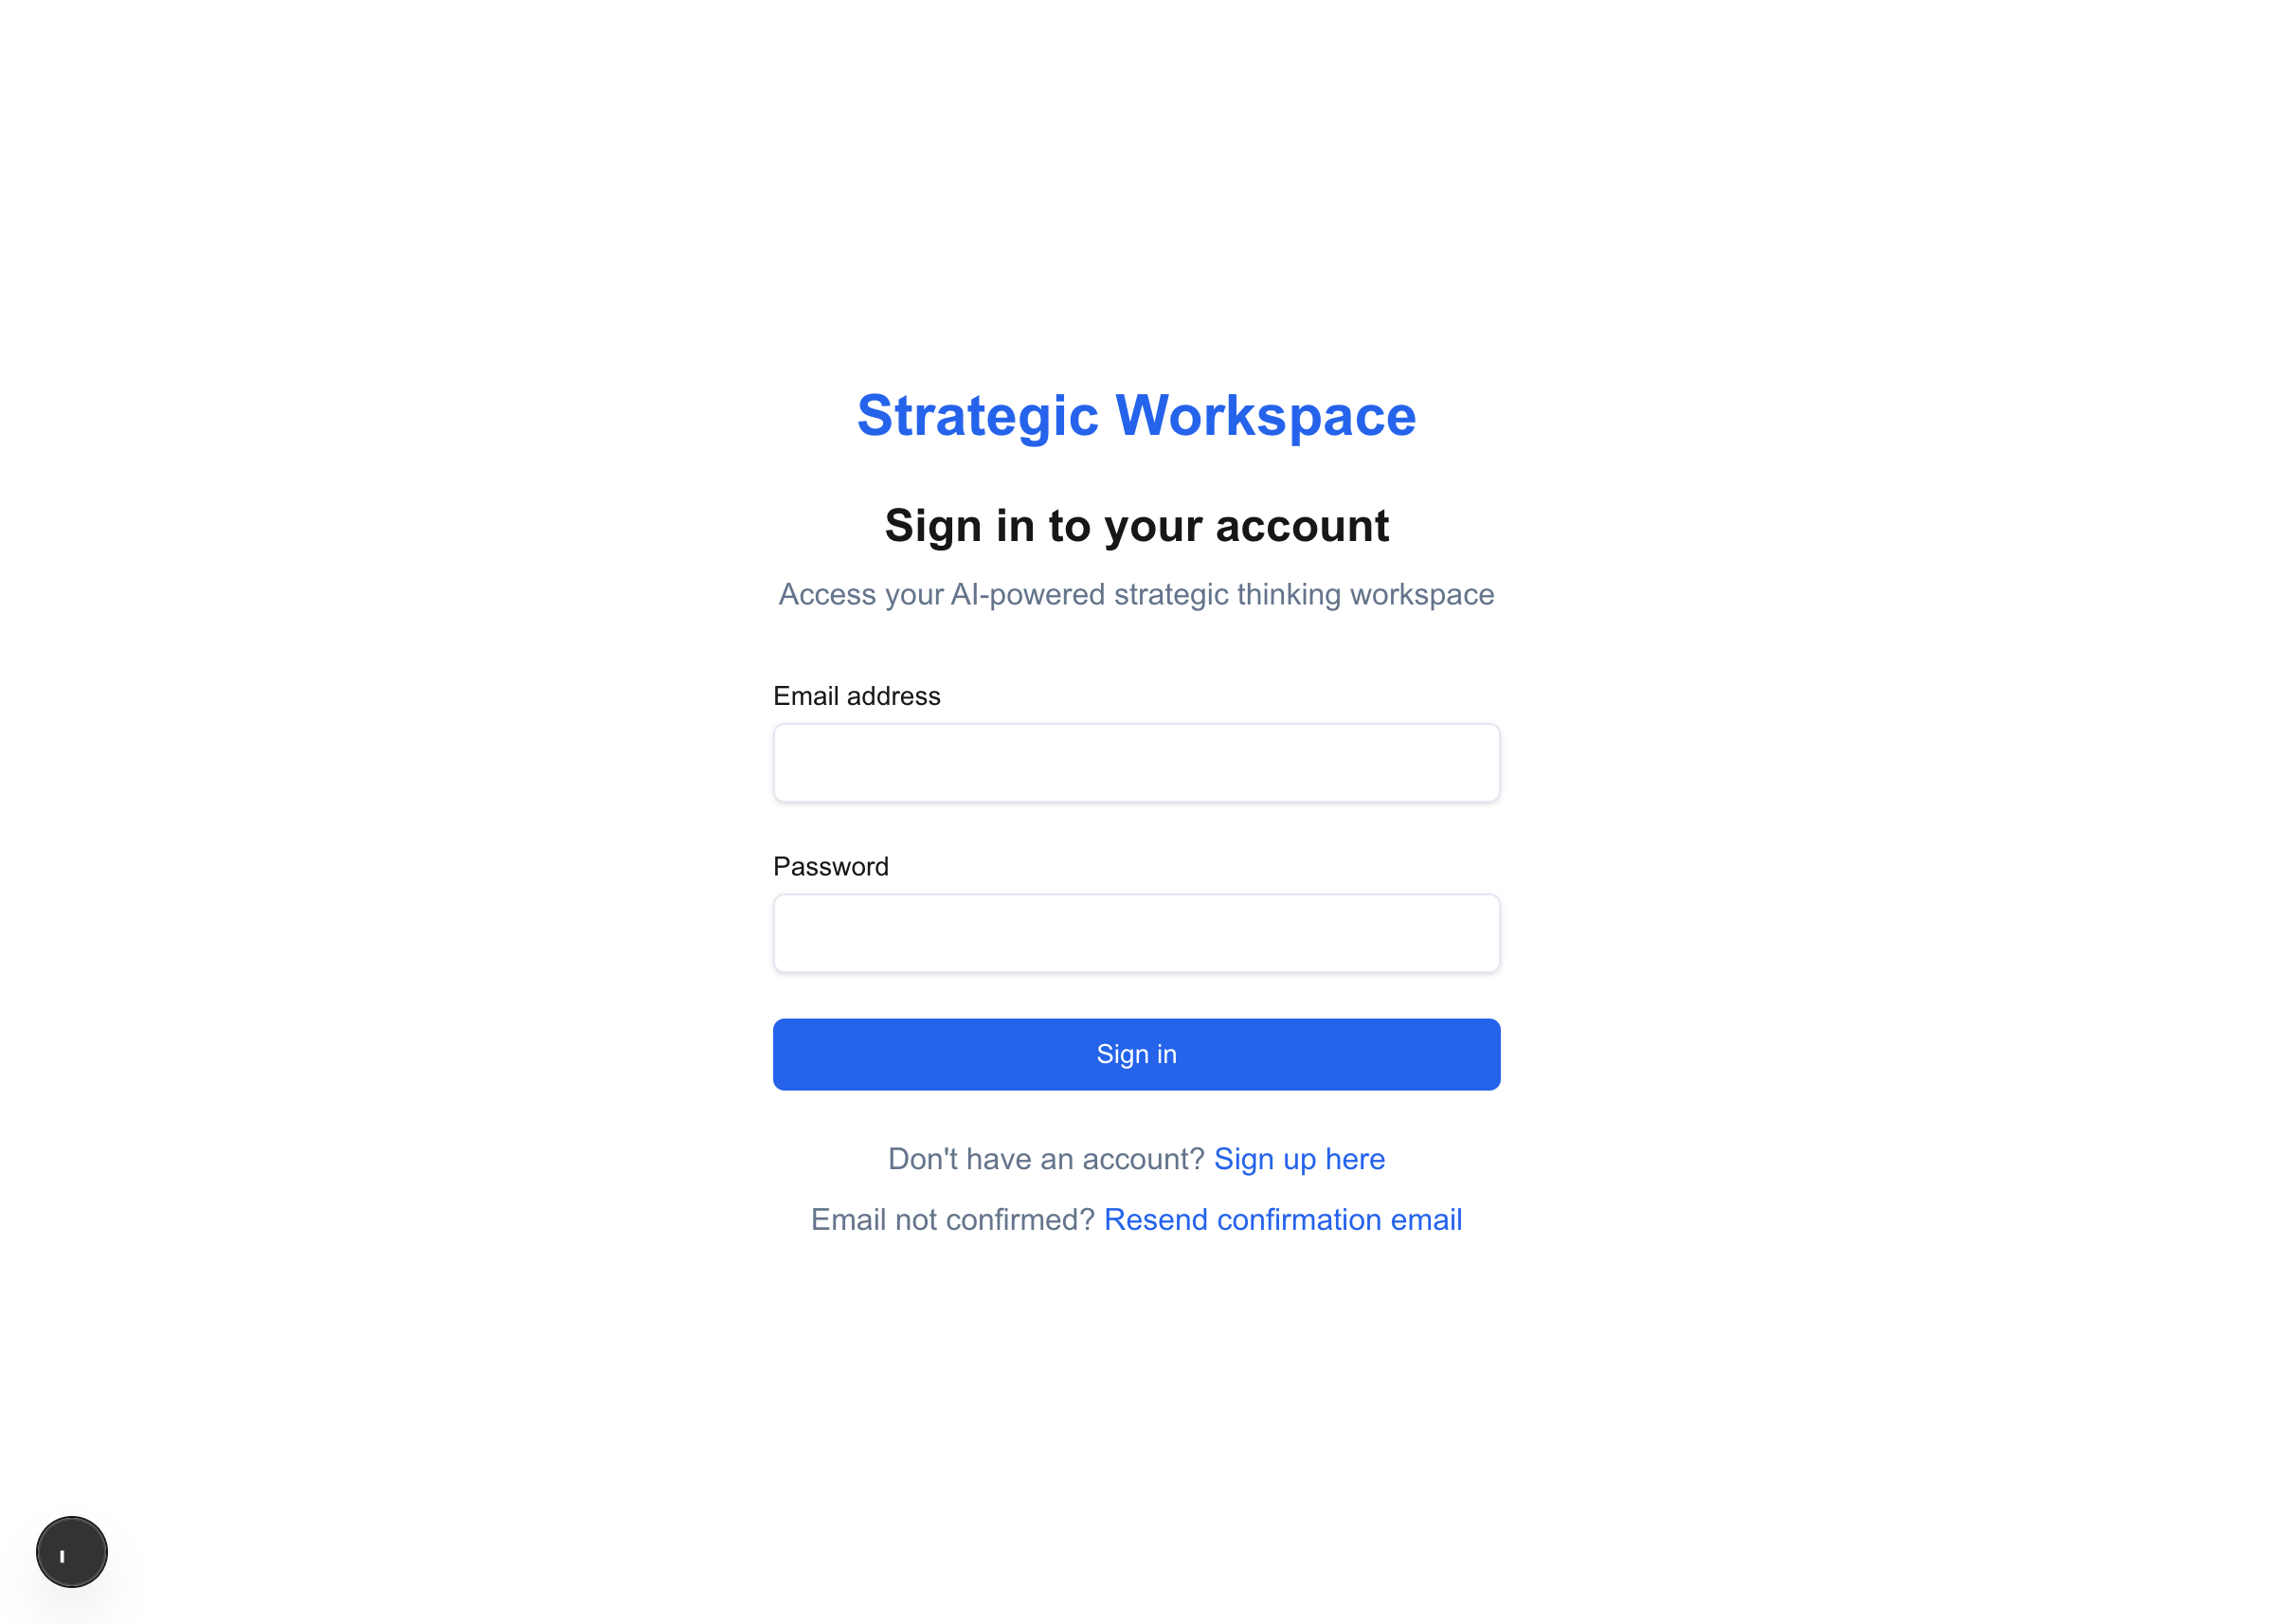 Strategic Workspace
Sign in to your account
Access your AI-powered strategic thinking workspace
Email address
Password
Sign in
Don't have an account? Sign up here
Email not confirmed? Resend confirmation email